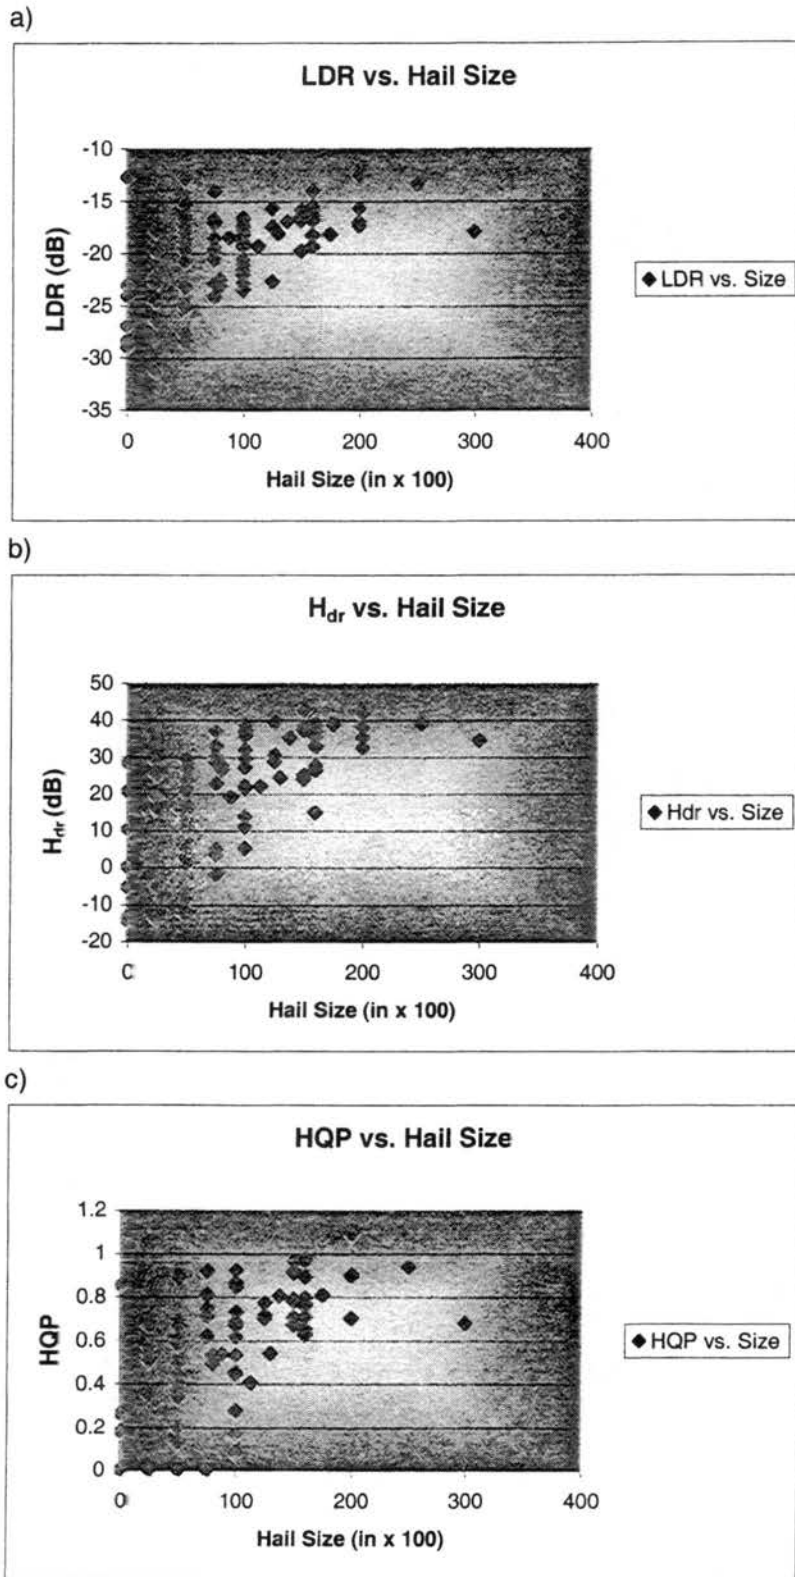 a)
LDR vs. Hail Size
-10
-15
-20
-25
-30
-35
LDR (dB)
0 100 200 300 400
Hail Size (in x 100)
LDR vs. Size
b)
Hdr vs. Hail Size
50
40
30
20
10
0
-10
-20
Hdr (dB)
0 100 200 300 400
Hail Size (in x 100)
Hdr vs. Size
c)
HQP vs. Hail Size
1.2
1
0.8
0.6
0.4
0.2
0
HQP
0 100 200 300 400
Hail Size (in x 100)
HQP vs. Size